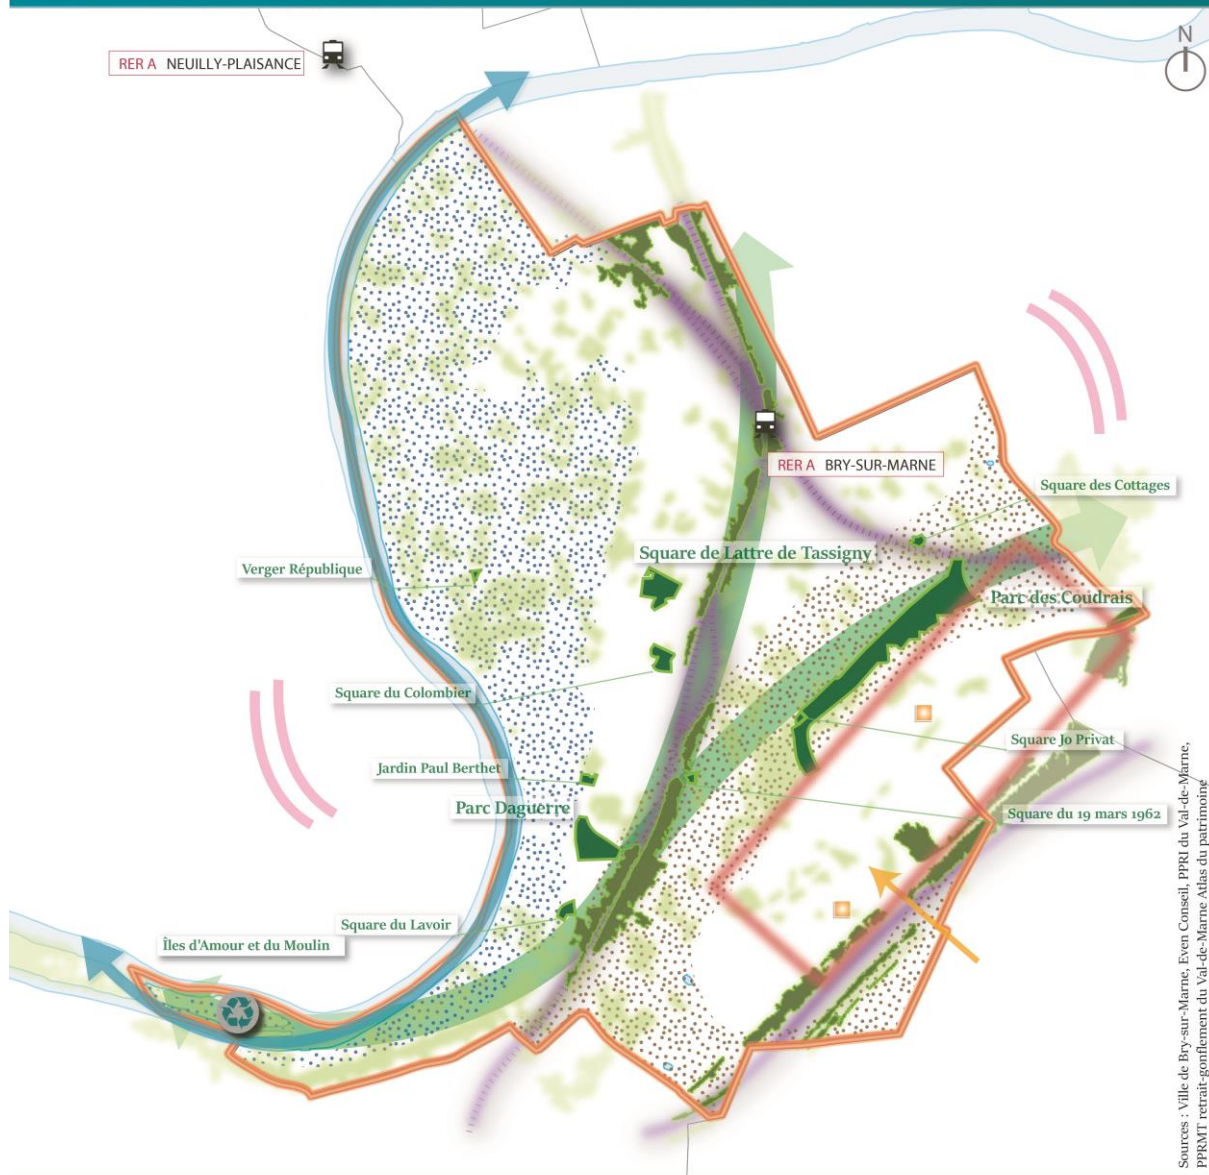 N
RER A NEUILLY-PLAISANCE
RER A BRY-SUR-MARNE
Square des Cottages
Square de Lattre de Tassigny
Verger République
Parc des Coudrais
Square du Colombier
Square Jo Privat
Jardin Paul Berthet
Parc Daguerre
Square du 19 mars 1962
Square du Lavoir
Îles d'Amour et du Moulin
Sources : Ville de Bry-sur-Marne, Even Conseil, PPRI du Val-de-Marne,
PPRMT retrait-gonflement du Val-de-Marne Atlas du patrimoine